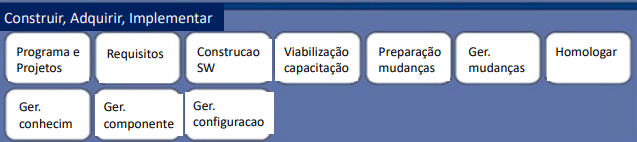 Construir, Adquirir, Implementar
Programa e
Projetos
Requisitos
Construcao
SW
Viabilização
capacitação
Preparação
mudanças
Ger.
mudanças
Homologar
Ger.
conhecim
Ger.
componente
Ger.
configuracao